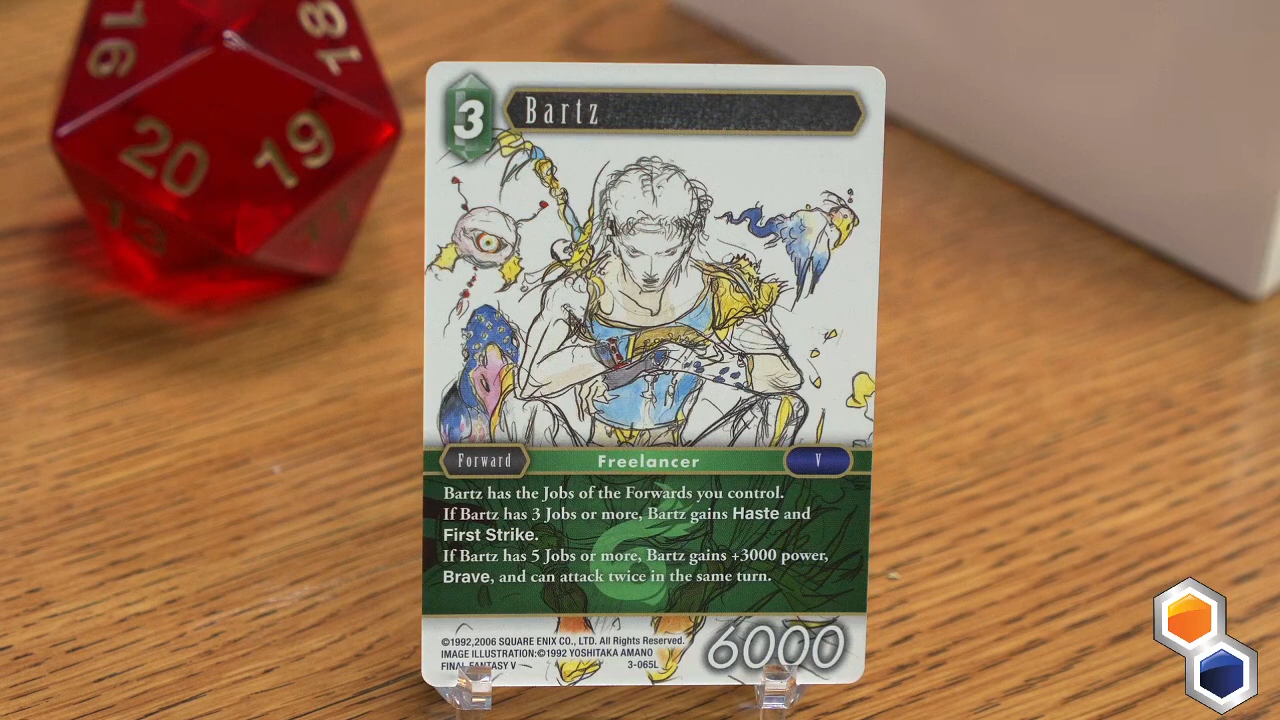 16
18
20
19
13
11
3
Bartz
Forward
Freelancer
V
Bartz has the Jobs of the Forwards you control.
If Bartz has 3 Jobs or more, Bartz gains Haste and
First Strike.
If Bartz has 5 Jobs or more, Bartz gains +3000 power,
Brave, and can attack twice in the same turn.
©1992,2006 SQUARE ENIX CO., LTD. All Rights Reserved.
IMAGE ILLUSTRATION:©1992 YOSHITAKA AMANO
FINAL FANTASY V
3-065L
6000